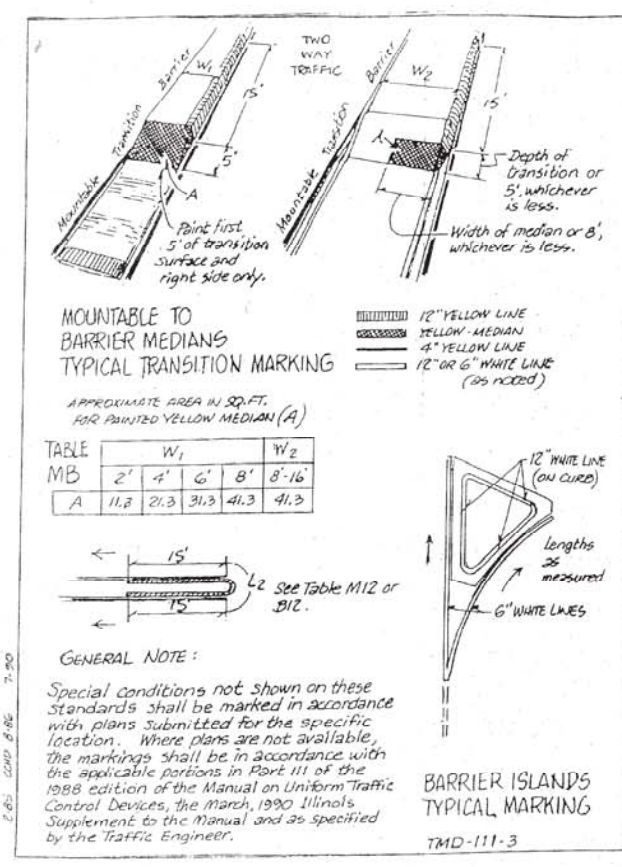 TWO
WAY
TRAFFIC
Barrier
W1
15'
Transition
5'
A
Mountable
Paint first
5' of transition
surface and
right side only.
Barrier
W2
15'
A
Transition
Mountable
Depth of
transition or
5', whichever
is less.
Width of median or 8',
whichever is less.
MOUNTABLE TO
BARRIER MEDIANS
TYPICAL TRANSITION MARKING
12" YELLOW LINE
YELLOW-MEDIAN
4" YELLOW LINE
12" OR 6" WHITE LINE
(as noted)
APPROXIMATE AREA IN SQ.FT.
FOR PAINTED YELLOW MEDIAN (A)
TABLE MB W1 W2
2' 4' 6' 8' 8'-16'
A 11.3 21.3 31.3 41.3 41.3
15'
15'
L2
See Table M12 or
B12.
12" WHITE LINE
(ON CURB)
Lengths
as
measured
6" WHITE LINES
GENERAL NOTE:
Special conditions not shown on these
standards shall be marked in accordance
with plans submitted for the specific
location. Where plans are not available,
the markings shall be in accordance with
the applicable portions in Part III of the
1988 edition of the Manual on Uniform Traffic
Control Devices, the March, 1990 Illinois
Supplement to the Manual and as specified
by the Traffic Engineer.
BARRIER ISLANDS
TYPICAL MARKING
TMD-111-3
2-85 CCHD 8-86 7-90